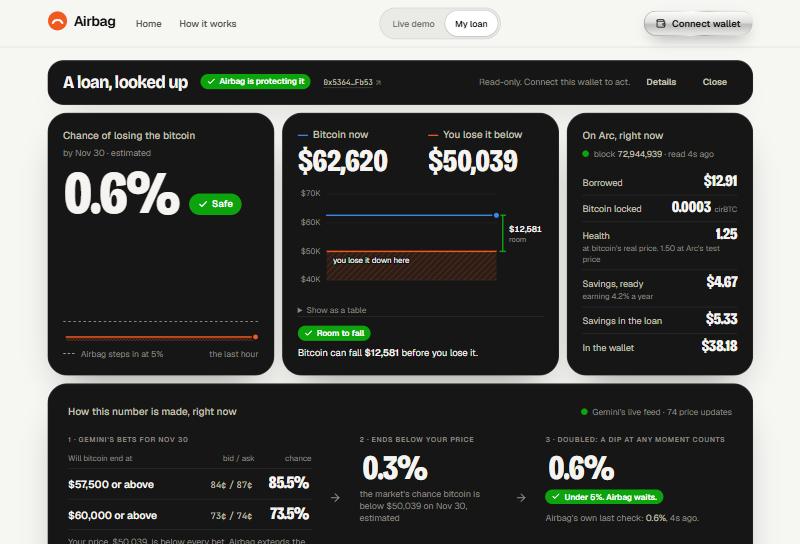 Airbag
Home
How it works
Live demo
My loan
Connect wallet
A loan, looked up
Airbag is protecting it
0x5364…Fb53
Read-only. Connect this wallet to act.
Details
Close
Chance of losing the bitcoin
by Nov 30 · estimated
0.6%
Safe
Airbag steps in at 5%
the last hour
Bitcoin now
$62,620
You lose it below
$50,039
$70K
$60K
$50K
$40K
$12,581
room
you lose it down here
Show as a table
Room to fall
Bitcoin can fall $12,581 before you lose it.
On Arc, right now
block 72,944,939 · read 4s ago
Borrowed $12.91
Bitcoin locked 0.0003 cirBTC
Health 1.25
at bitcoin's real price. 1.50 at Arc's test
price
Savings, ready $4.67
earning 4.2% a year
Savings in the loan $5.33
In the wallet $38.18
How this number is made, right now
Gemini's live feed · 74 price updates
1 · GEMINI'S BETS FOR NOV 30
Will bitcoin end at bid / ask chance
$57,500 or above 84¢ / 87¢ 85.5%
$60,000 or above 73¢ / 74¢ 73.5%
Your price, $50,039, is below every bet. Airbag extends the
2 · ENDS BELOW YOUR PRICE
0.3%
the market's chance bitcoin is
below $50,039 on Nov 30,
estimated
3 · DOUBLED: A DIP AT ANY MOMENT COUNTS
0.6%
Under 5%. Airbag waits.
Airbag's own last check: 0.6%, 4s ago.